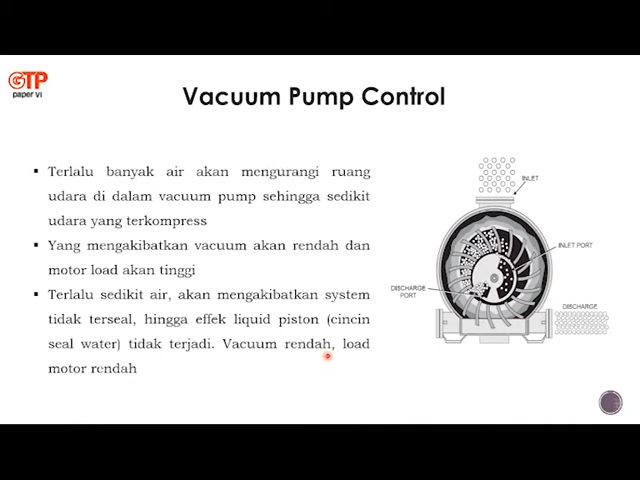 GTP
paper VI
Vacuum Pump Control
Terlalu banyak air akan mengurangi ruang
udara di dalam vacuum pump sehingga sedikit
udara yang terkompress
Yang mengakibatkan vacuum akan rendah dan
motor load akan tinggi
Terlalu sedikit air, akan mengakibatkan system
tidak terseal, hingga effek liquid piston (cincin
seal water) tidak terjadi. Vacuum rendah, load
motor rendah
INLET
INLET PORT
DISCHARGE
PORT
DISCHARGE